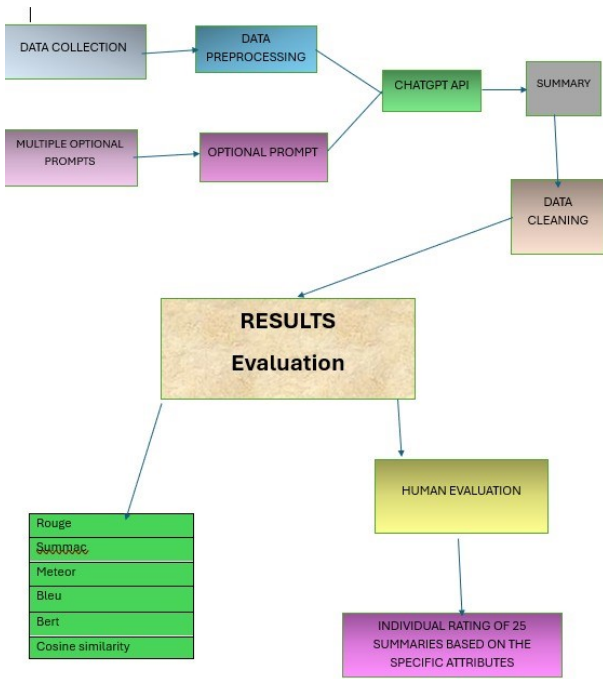 DATA COLLECTION
DATA
PREPROCESSING
CHATGPT API
SUMMARY
MULTIPLE OPTIONAL
PROMPTS
OPTIONAL PROMPT
DATA
CLEANING
RESULTS
Evaluation
HUMAN EVALUATION
Rouge
Summac
Meteor
Bleu
Bert
Cosine similarity
INDIVIDUAL RATING OF 25
SUMMARIES BASED ON THE
SPECIFIC ATTRIBUTES